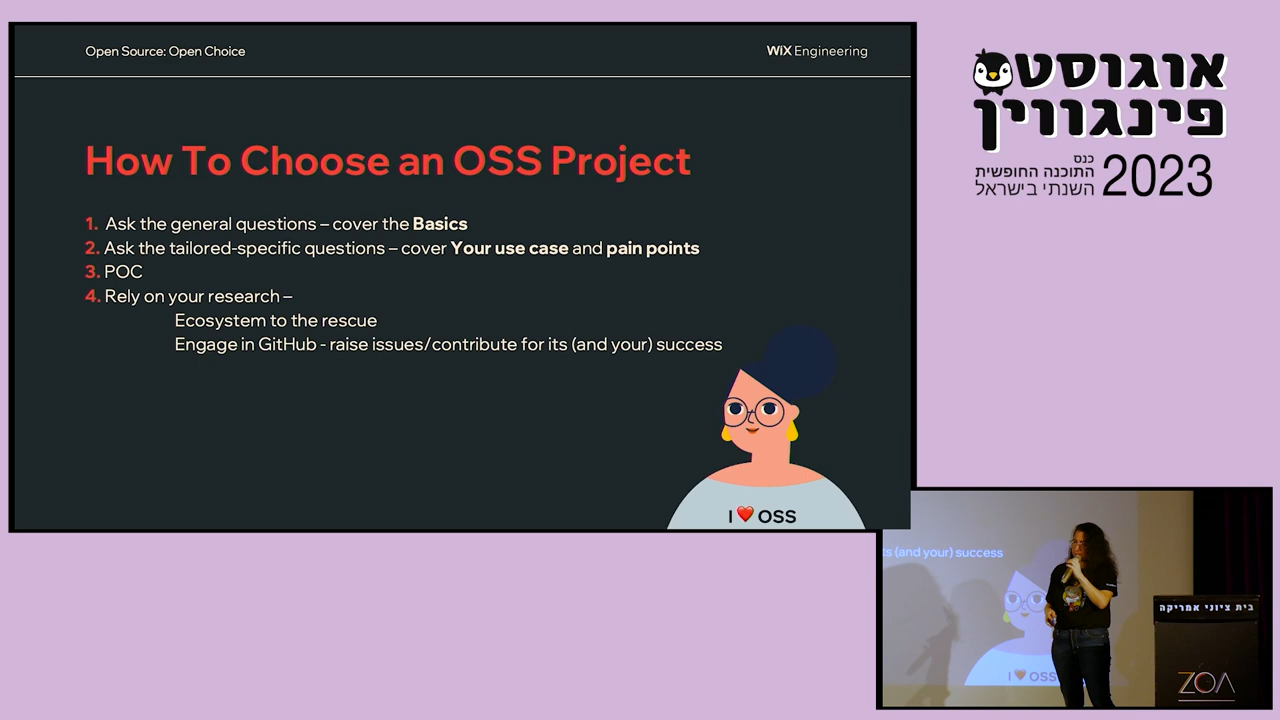 Open Source: Open Choice
WiX Engineering
How To Choose an OSS Project
1. Ask the general questions – cover the Basics
2. Ask the tailored-specific questions – cover Your use case and pain points
3. POC
4. Rely on your research –
Ecosystem to the rescue
Engage in GitHub - raise issues/contribute for its (and your) success
I ❤️ OSS
אוגוסט
פינגווין
כנס
התוכנה החופשית
השנתי בישראל
2023
ts (and your) success
I ❤️ OSS
בית ציוני אמריקה
ZOA